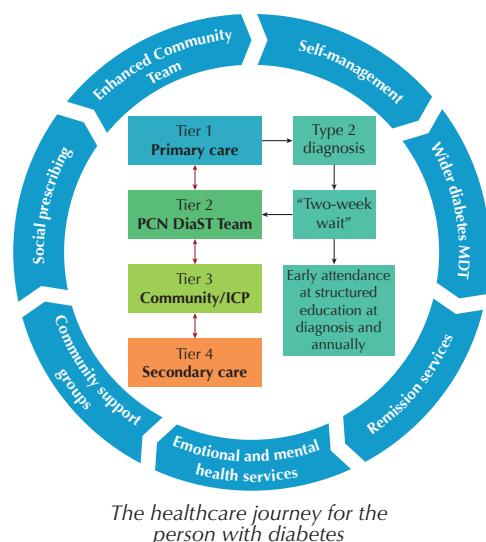 Enhanced Community
Team
Self-management
Wider diabetes MDT
Remission services
Emotional and mental
health services
Community support
groups
Social prescribing
Tier 1
Primary care
Type 2
diagnosis
Tier 2
PCN DiaST Team
“Two-week
wait”
Tier 3
Community/ICP
Early attendance
at structured
education at
diagnosis and
annually
Tier 4
Secondary care
The healthcare journey for the
person with diabetes